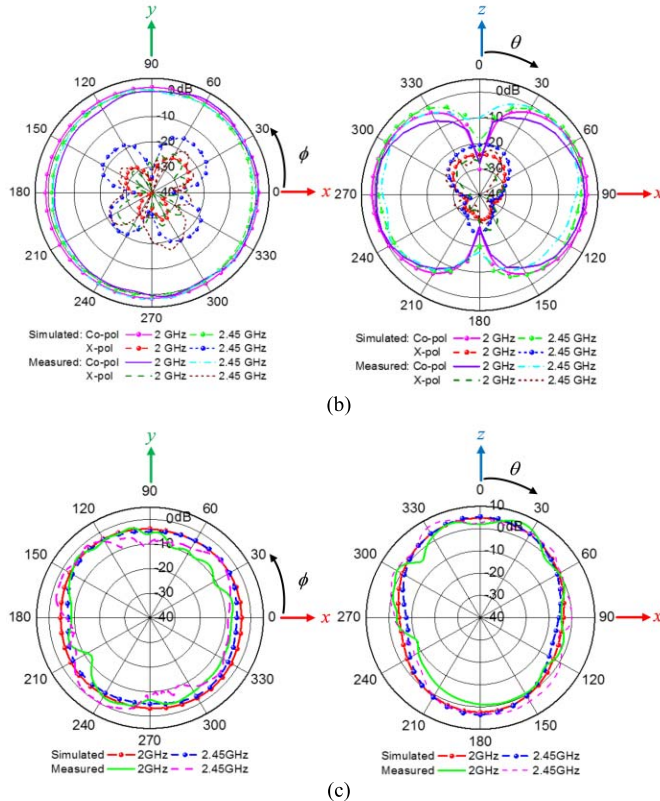 y
90
120
60
0dB
150
-10
30
-20
ϕ
-30
180
-40
0
x
210
330
240
300
270
Simulated: Co-pol 2 GHz 2.45 GHz
X-pol 2 GHz 2.45 GHz
Measured: Co-pol 2 GHz 2.45 GHz
X-pol 2 GHz 2.45 GHz
z
θ
0
330
30
0dB
300
-10
60
-20
-30
270
-40
90
x
240
120
210
150
180
Simulated: Co-pol 2 GHz 2.45 GHz
X-pol 2 GHz 2.45 GHz
Measured: Co-pol 2 GHz 2.45 GHz
X-pol 2 GHz 2.45 GHz
(b)
y
90
120
60
0dB
150
-10
30
-20
ϕ
-30
180
-40
0
x
210
330
240
300
270
Simulated 2GHz 2.45GHz
Measured 2GHz 2.45GHz
z
θ
0
330
10
30
0dB
300
-10
60
-20
-30
270
-40
90
x
240
120
210
150
180
Simulated 2GHz 2.45GHz
Measured 2GHz 2.45GHz
(c)